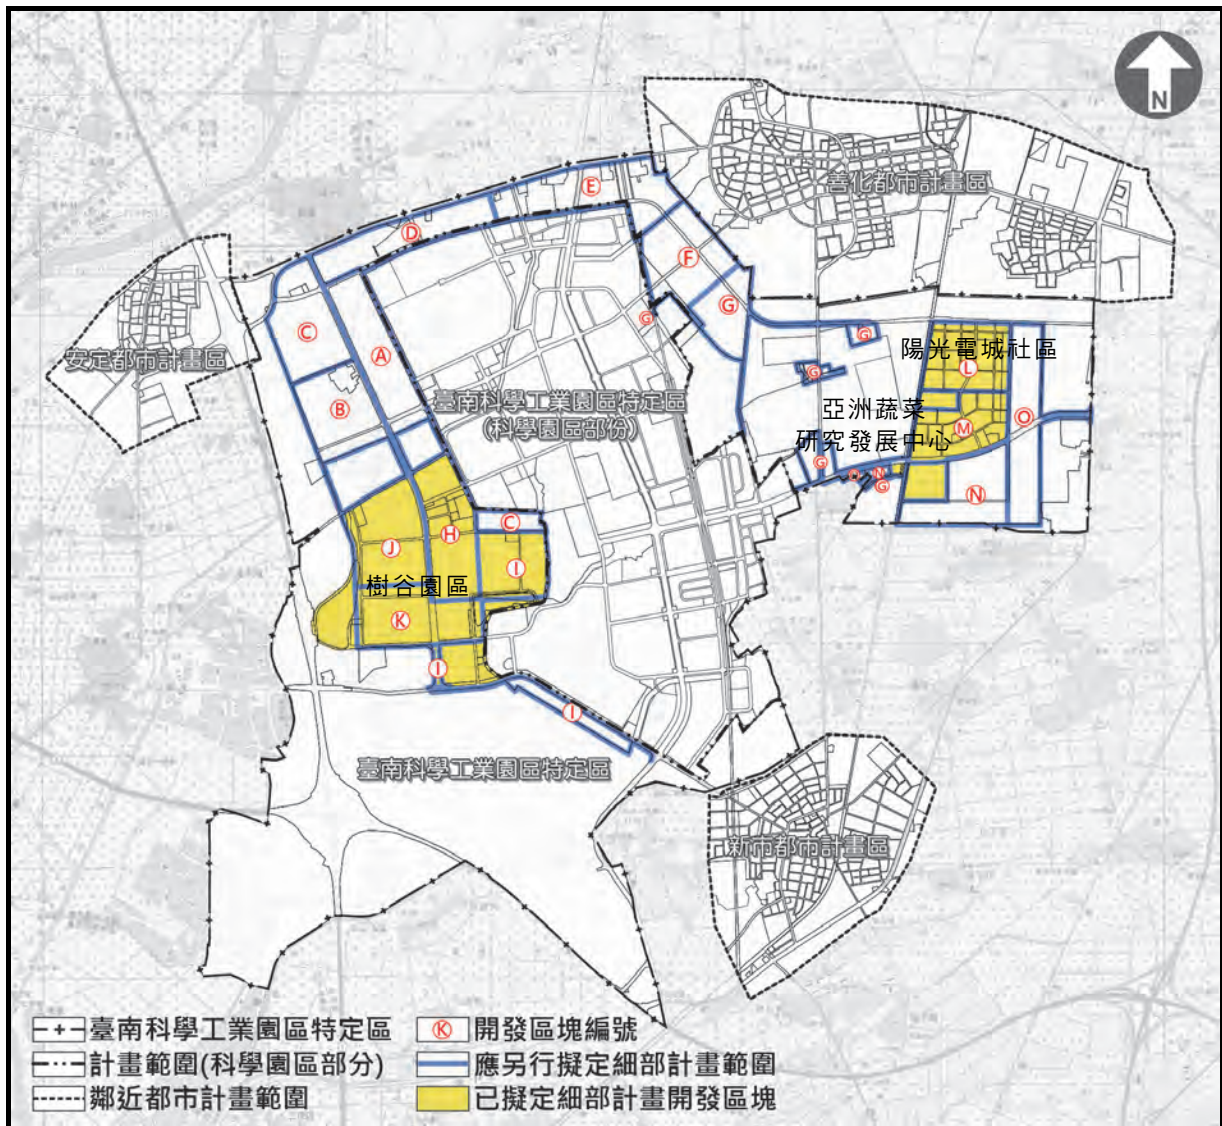 N
善化都市計畫區
E
D
F
G
C
A
G
G
安定都市計畫區
陽光電城社區
L
G
B
臺南科學工業園區特定區
(科學園區部份)
亞洲蔬菜
研究發展中心
M
O
G
N
G
N
C
H
J
I
樹谷園區
K
I
I
臺南科學工業園區特定區
新市都市計畫區
臺南科學工業園區特定區
K 開發區塊編號
計畫範圍(科學園區部分)
應另行擬定細部計畫範圍
鄰近都市計畫範圍
已擬定細部計畫開發區塊